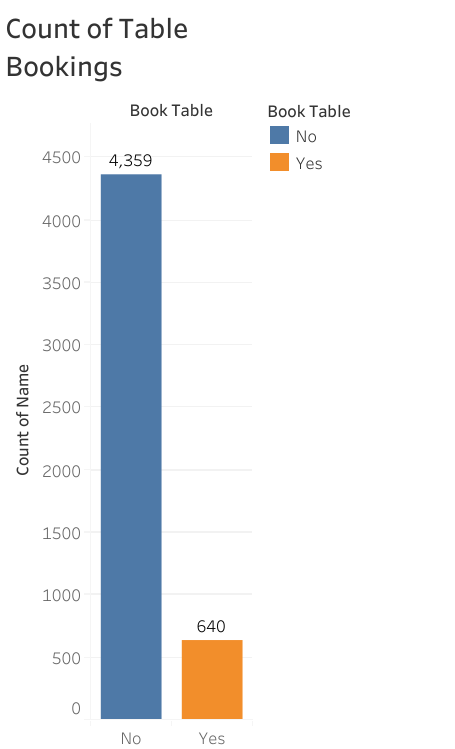 Count of Table
Bookings
Book Table
Book Table
No
Yes
4500
4,359
4000
3500
3000
2500
Count of Name
2000
1500
1000
640
500
0
No
Yes